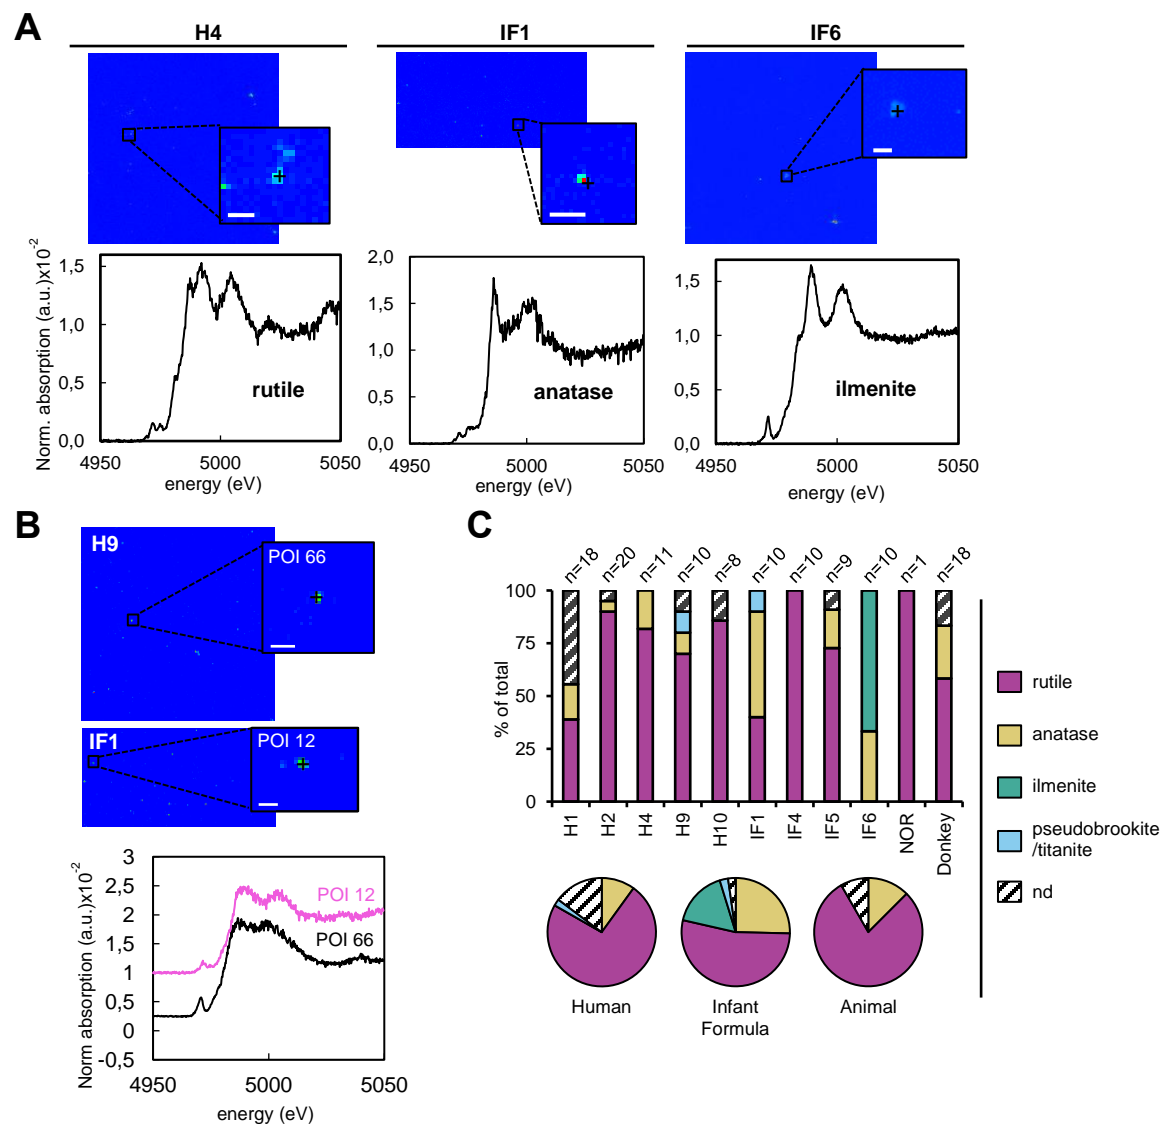 A
H4
IF1
IF6
Norm. absorption (a.u.)x10⁻²
1,5
1,0
0,5
0,0
rutile
4950
5000
5050
energy (eV)
2,0
1,5
1,0
0,5
0,0
anatase
4950
5000
5050
energy (eV)
1,5
1,0
0,5
0,0
ilmenite
4950
5000
5050
energy (eV)
B
H9
POI 66
IF1
POI 12
Norm absorption (a.u.)x10⁻²
3
2,5
2
1,5
1
0,5
0
-0,5
POI 12
POI 66
4950
5000
5050
energy (eV)
C
n=18
n=20
n=11
n=10
n=8
n=10
n=10
n=9
n=10
n=1
n=18
% of total
100
75
50
25
0
H1
H2
H4
H9
H10
IF1
IF4
IF5
IF6
NOR
Donkey
Human
Infant
Formula
Animal
rutile
anatase
ilmenite
pseudobrookite
/titanite
nd